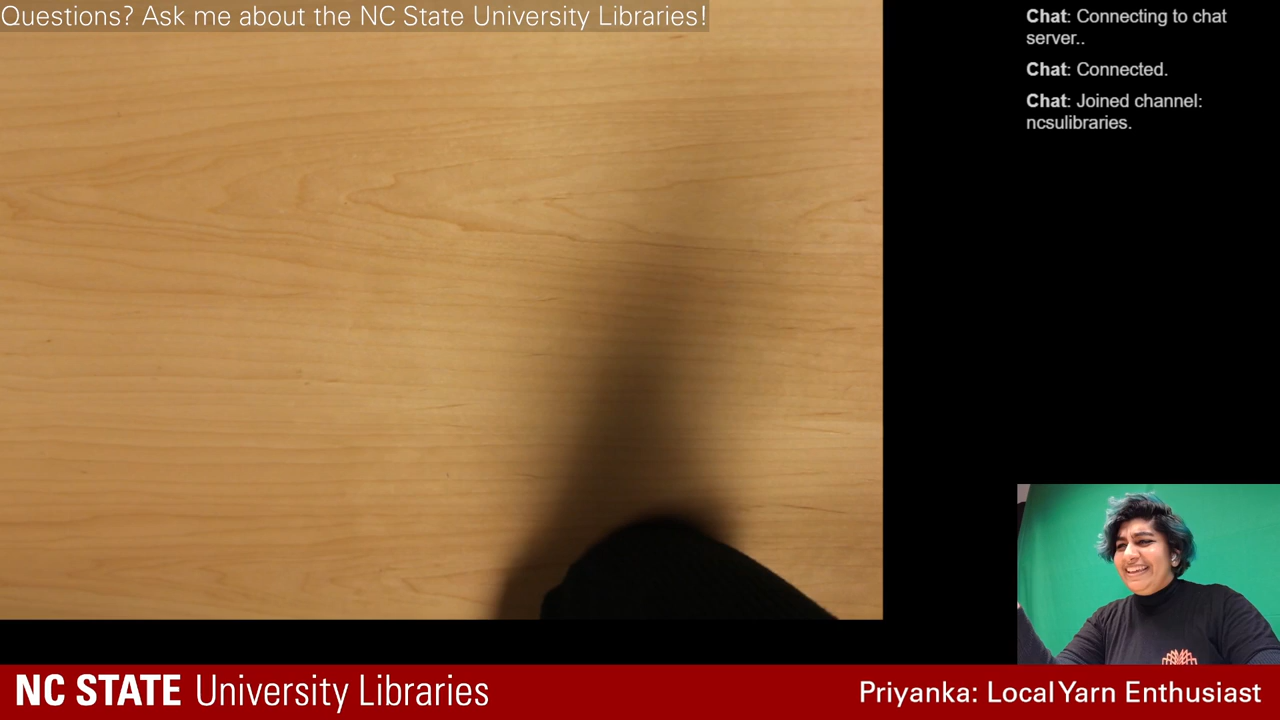 Questions? Ask me about the NC State University Libraries!
Chat: Connecting to chat
server..
Chat: Connected.
Chat: Joined channel:
ncsulibraries.
NC STATE University Libraries
Priyanka: Local Yarn Enthusiast